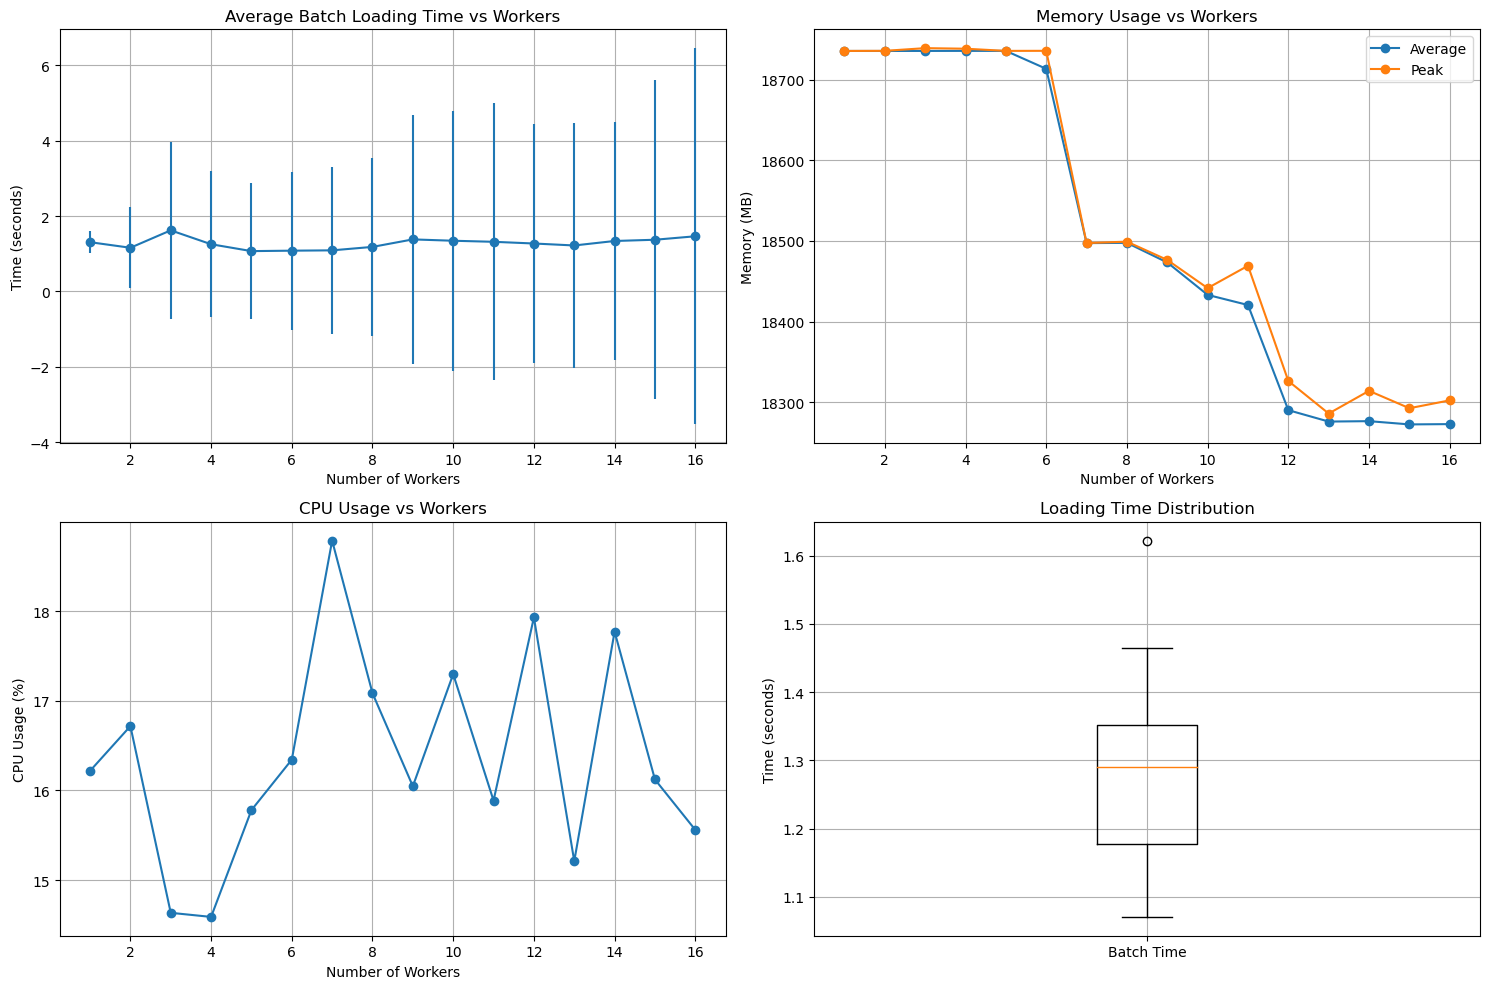 Average Batch Loading Time vs Workers
Time (seconds)
6
4
2
0
−2
−4
2 4 6 8 10 12 14 16
Number of Workers
Memory Usage vs Workers
Average
Peak
Memory (MB)
18700
18600
18500
18400
18300
2 4 6 8 10 12 14 16
Number of Workers
CPU Usage vs Workers
CPU Usage (%)
18
17
16
15
2 4 6 8 10 12 14 16
Number of Workers
Loading Time Distribution
Time (seconds)
1.6
1.5
1.4
1.3
1.2
1.1
Batch Time